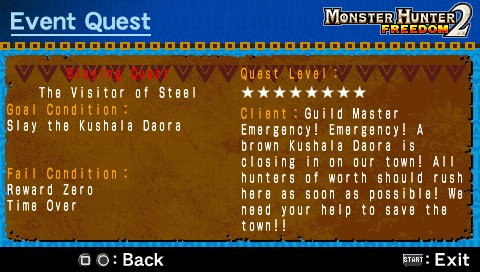 Event Quest
MONSTER HUNTER
FREEDOM 2
Slaying Quest
The Visitor of Steel
Goal Condition:
Slay the Kushala Daora
Fail Condition:
Reward Zero
Time Over
Quest Level:
★★★★★★★★
Client: Guild Master
Emergency! Emergency! A
brown Kushala Daora is
closing in on our town! All
hunters of worth should rush
here as soon as possible! We
need your help to save the
town!!
□ ○: Back
START: Exit